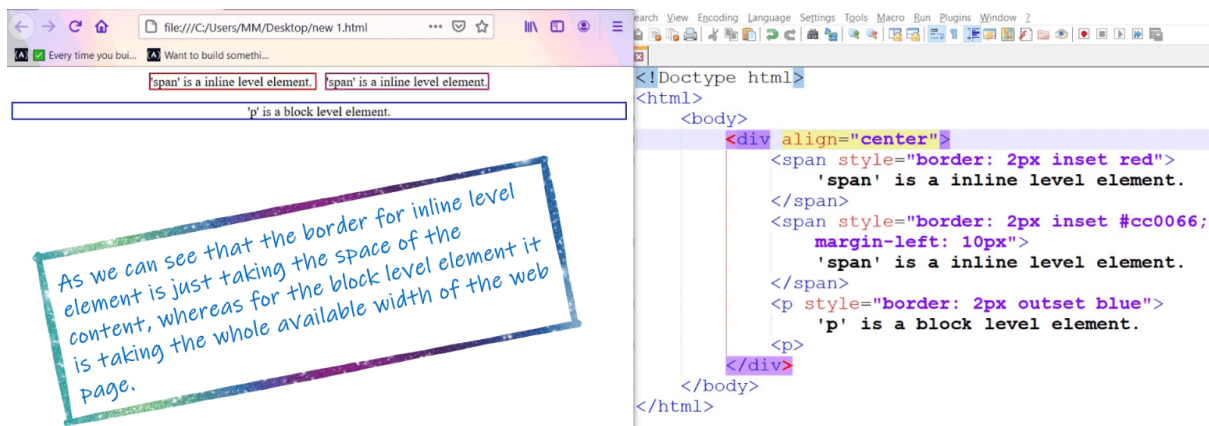 file:///C:/Users/MM/Desktop/new 1.html
Every time you bui... Want to build somethi...
'span' is a inline level element. 'span' is a inline level element.
'p' is a block level element.
As we can see that the border for inline level
element is just taking the space of the
content, whereas for the block level element it
is taking the whole available width of the web
page.
earch View Encoding Language Settings Tools Macro Run Plugins Window ?
<!Doctype html>
<html>
<body>
<div align="center">
<span style="border: 2px inset red">
'span' is a inline level element.
</span>
<span style="border: 2px inset #cc0066;
margin-left: 10px">
'span' is a inline level element.
</span>
<p style="border: 2px outset blue">
'p' is a block level element.
<p>
</div>
</body>
</html>